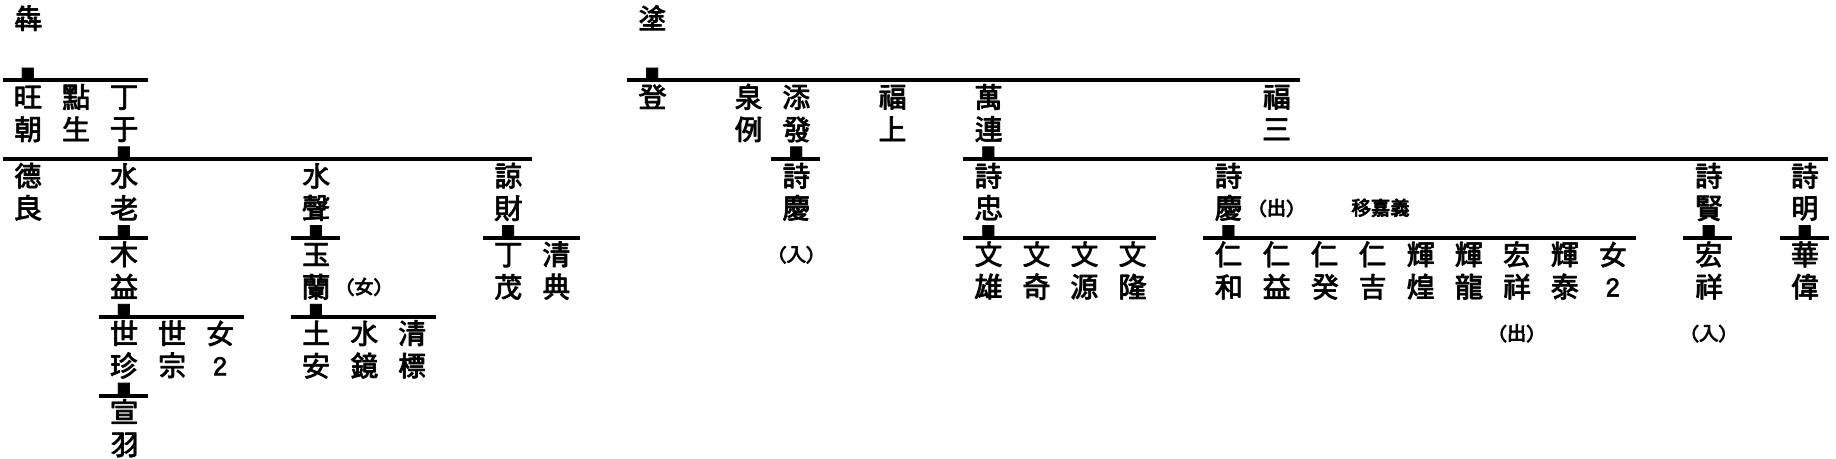 犇 塗
旺朝 點生 丁于 登 泉例 添發 福上 萬連 福三
德良 水老 水聲 諒財 詩慶(入) 詩忠 詩慶(出) 移嘉義 詩賢 詩明
木益 玉蘭(女) 丁茂 清典 文雄 文奇 文源 文隆 仁和 仁益 仁癸 仁吉 輝煌 輝龍 宏祥(出) 輝泰 女2 宏祥(入) 華偉
世珍 世宗 女2 土安 水鏡 清標
宣羽